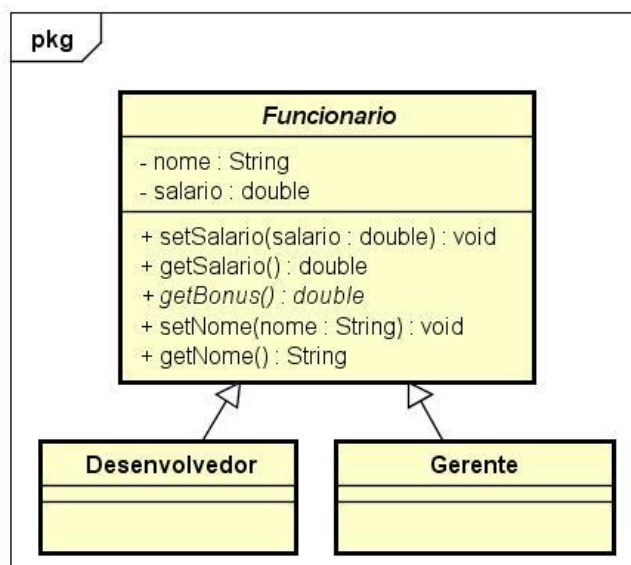 pkg
Funcionario
- nome : String
- salario : double
+ setSalario(salario : double) : void
+ getSalario() : double
+ getBonus() : double
+ setNome(nome : String) : void
+ getNome() : String
Desenvolvedor
Gerente